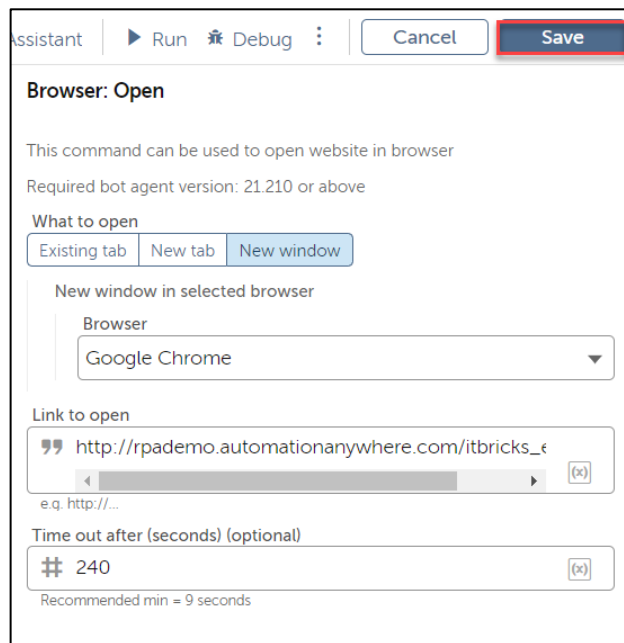 Assistant Run Debug Cancel Save
Browser: Open
This command can be used to open website in browser
Required bot agent version: 21.210 or above
What to open
Existing tab New tab New window
New window in selected browser
Browser
Google Chrome
Link to open
http://rpademo.automationanywhere.com/itbricks_e
(x)
e.g. http://...
Time out after (seconds) (optional)
240 (x)
Recommended min = 9 seconds